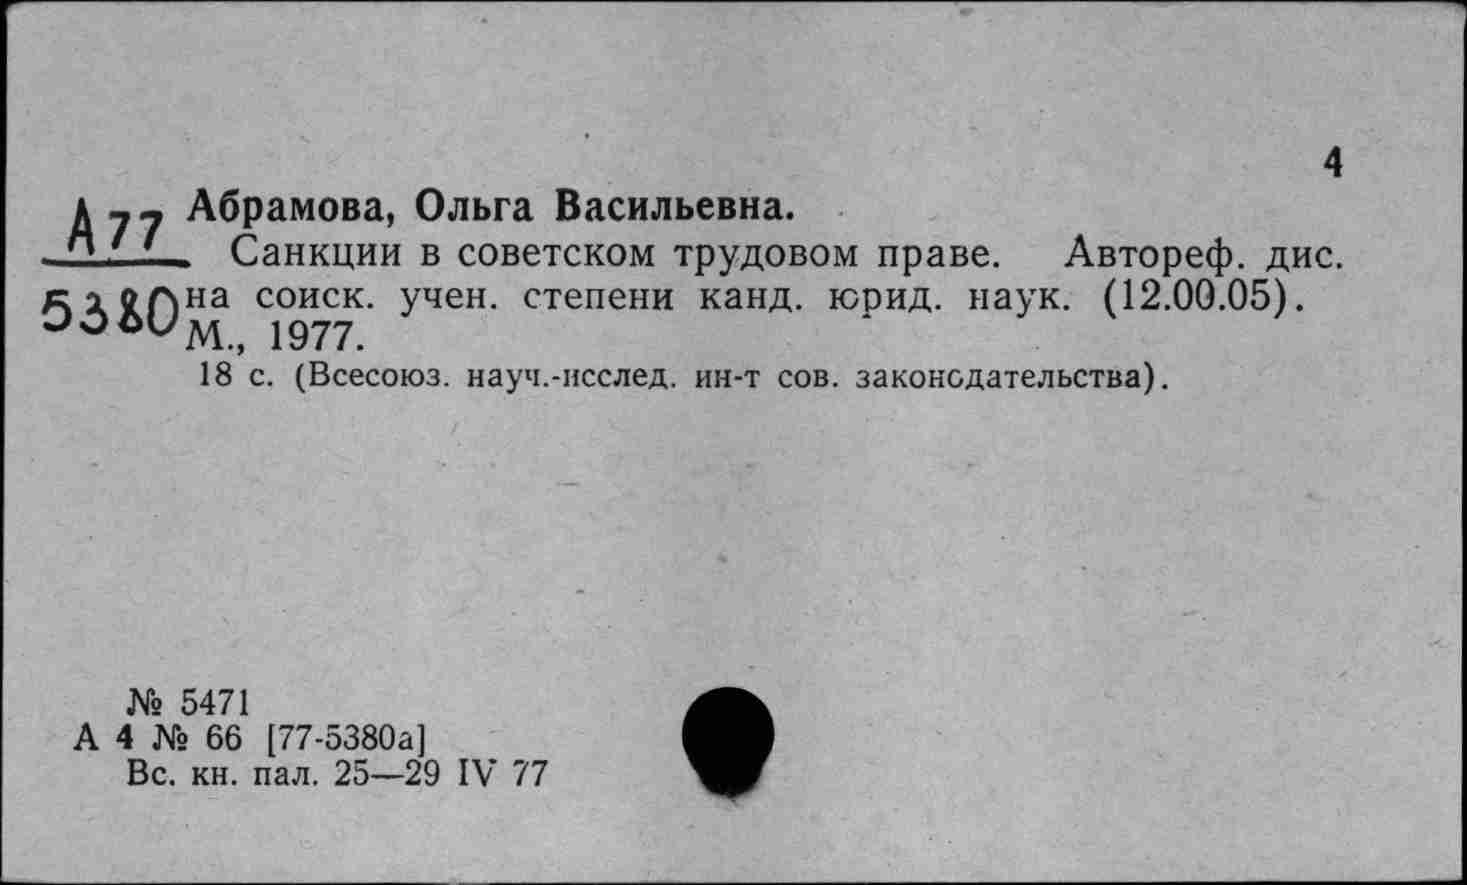 4
А77 Абрамова, Ольга Васильевна.
Санкции в советском трудовом праве. Автореф. дис.
5380 на соиск. учен. степени канд. юрид. наук. (12.00.05).
М., 1977.
18 с. (Всесоюз. науч.-исслед. ин-т сов. законодательства).
№ 5471
А 4 № 66 [77-5380а]
Вс. кн. пал. 25—29 IV 77